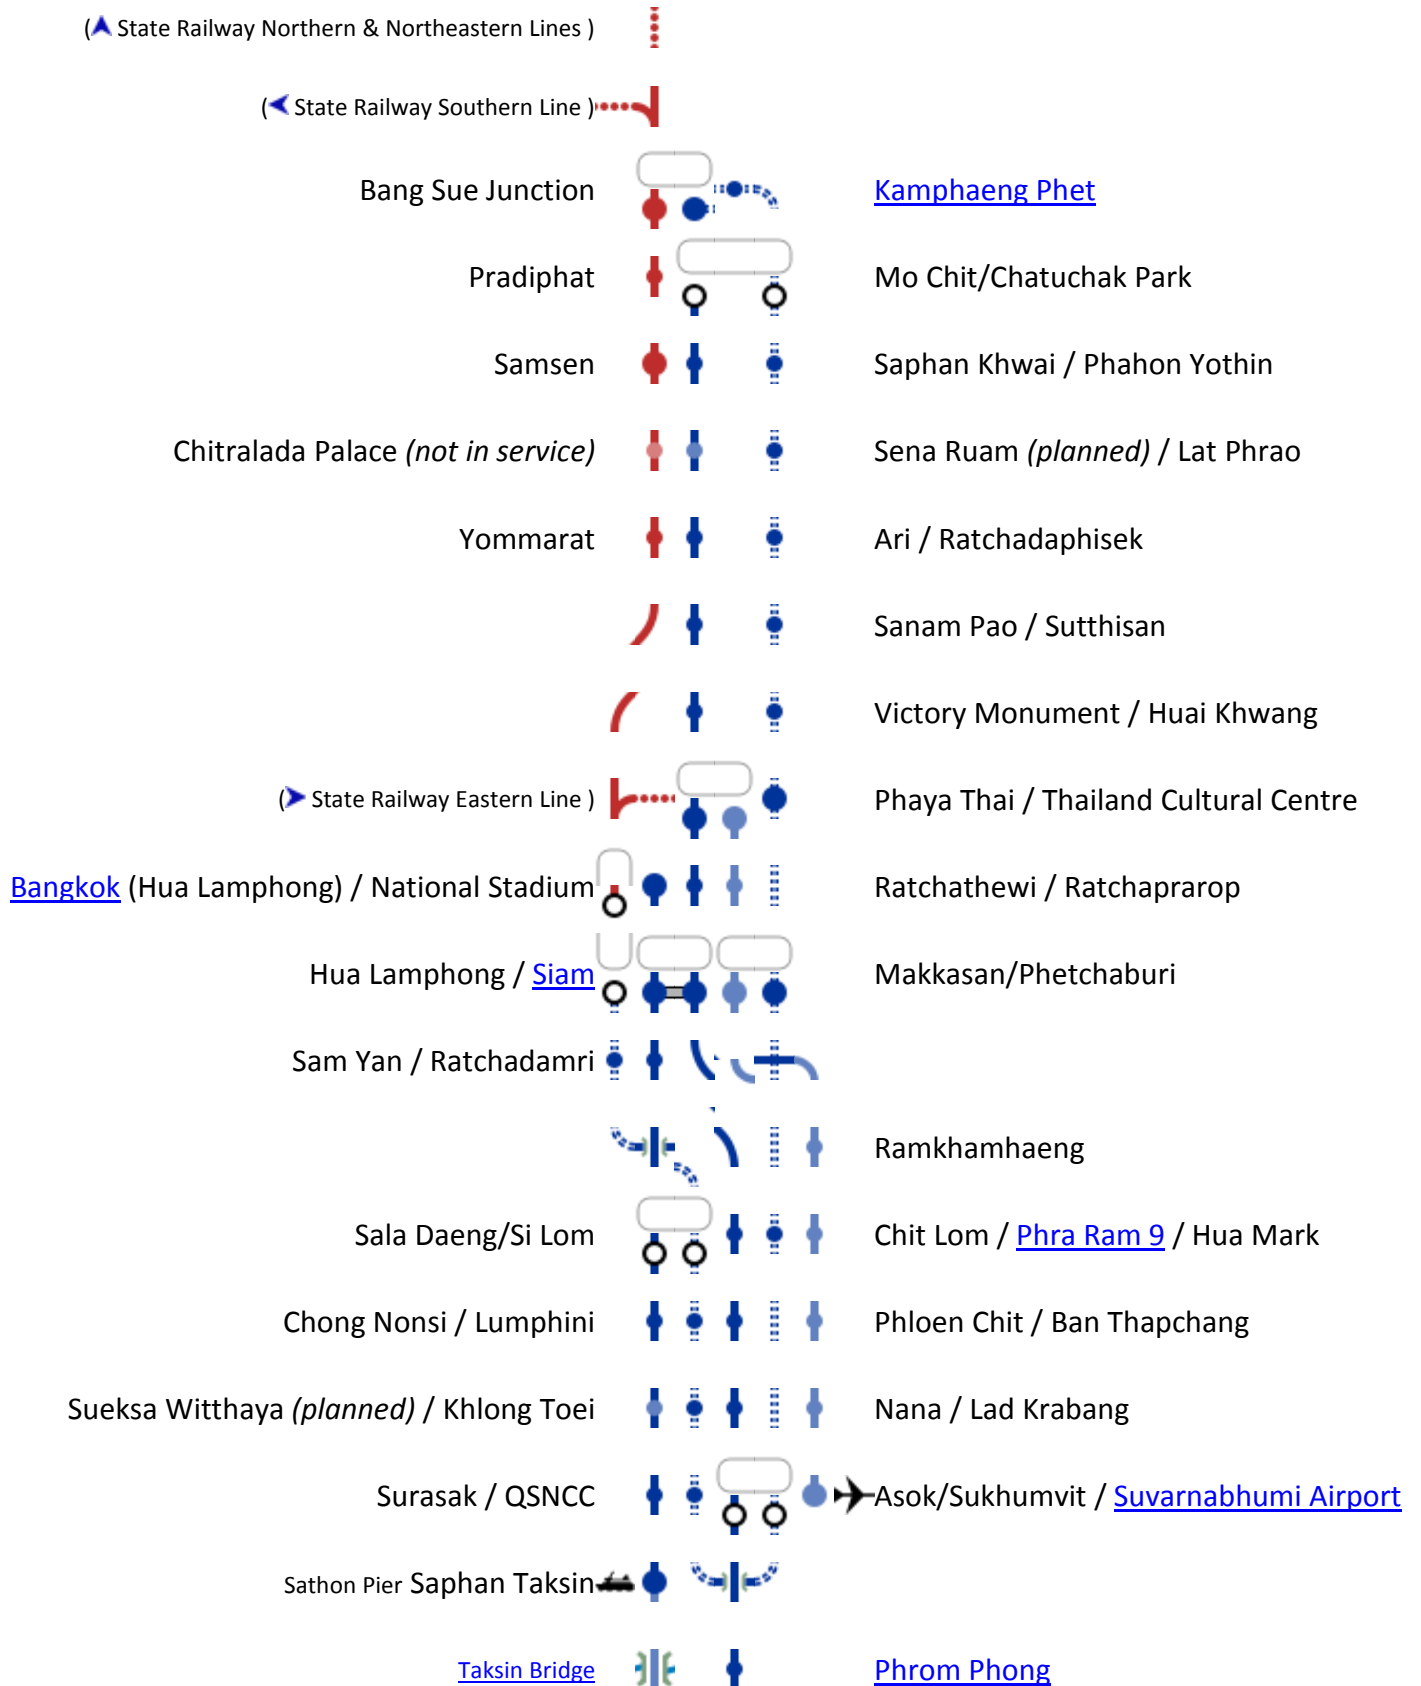 ( State Railway Northern & Northeastern Lines )
( State Railway Southern Line )
Bang Sue Junction Kamphaeng Phet
Pradiphat Mo Chit/Chatuchak Park
Samsen Saphan Khwai / Phahon Yothin
Chitralada Palace (not in service) Sena Ruam (planned) / Lat Phrao
Yommarat Ari / Ratchadaphisek
Sanam Pao / Sutthisan
Victory Monument / Huai Khwang
( State Railway Eastern Line ) Phaya Thai / Thailand Cultural Centre
Bangkok (Hua Lamphong) / National Stadium Ratchathewi / Ratchaprarop
Hua Lamphong / Siam Makkasan/Phetchaburi
Sam Yan / Ratchadamri
Ramkhamhaeng
Sala Daeng/Si Lom Chit Lom / Phra Ram 9 / Hua Mark
Chong Nonsi / Lumphini Phloen Chit / Ban Thapchang
Sueksa Witthaya (planned) / Khlong Toei Nana / Lad Krabang
Surasak / QSNCC Asok/Sukhumvit / Suvarnabhumi Airport
Sathon Pier Saphan Taksin
Taksin Bridge Phrom Phong